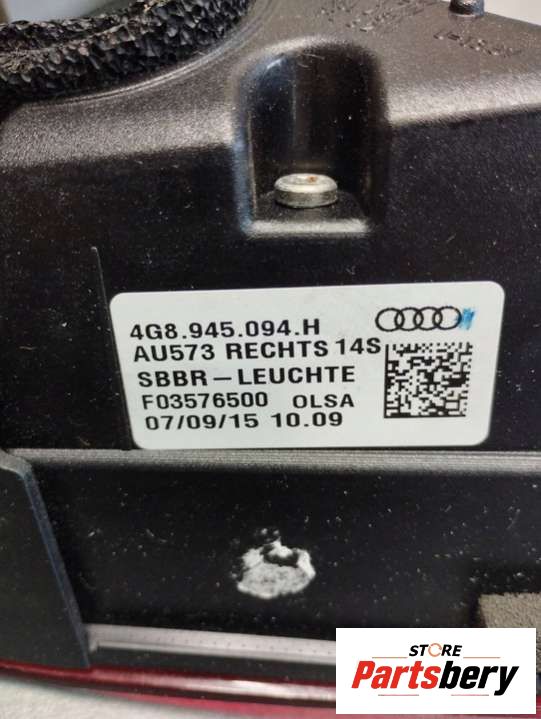 4G8.945.094.H
AU573 RECHTS 14S
SBBR-LEUCHTE
F03576500 OLSA
07/09/15 10.09
STORE
Partsbery